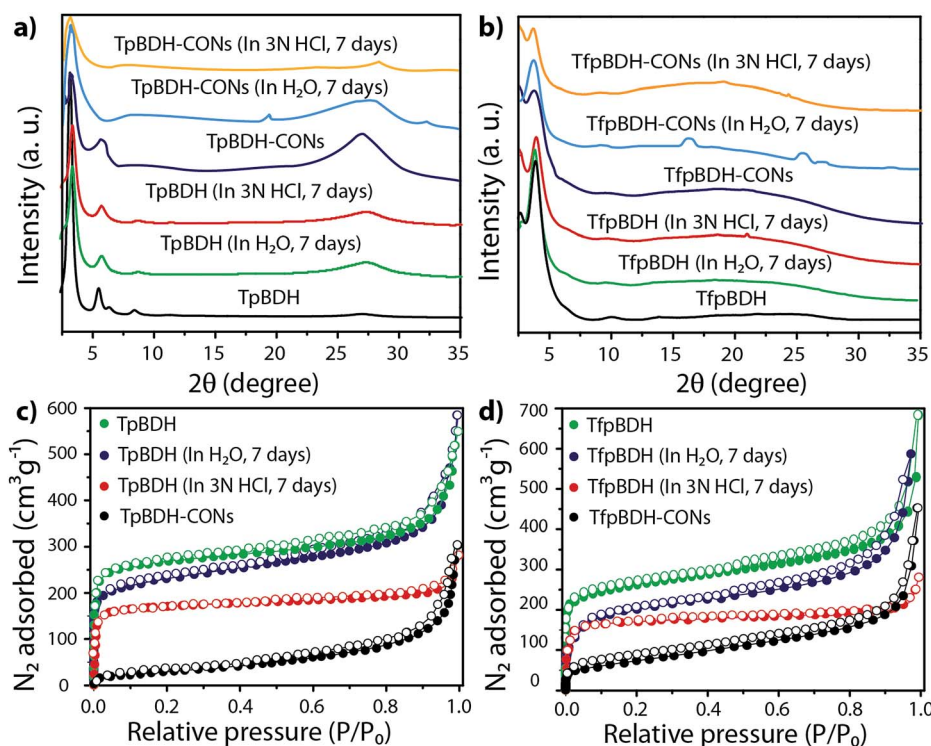 a)
TpBDH-CONs (In 3N HCl, 7 days)
TpBDH-CONs (In H₂O, 7 days)
TpBDH-CONs
TpBDH (In 3N HCl, 7 days)
TpBDH (In H₂O, 7 days)
TpBDH
Intensity (a. u.)
5 10 15 20 25 30 35
2θ (degree)
b)
TfpBDH-CONs (In 3N HCl, 7 days)
TfpBDH-CONs (In H₂O, 7 days)
TfpBDH-CONs
TfpBDH (In 3N HCl, 7 days)
TfpBDH (In H₂O, 7 days)
TfpBDH
Intensity (a. u.)
5 10 15 20 25 30 35
2θ (degree)
c)
600
500
400
300
200
100
0
N₂ adsorbed (cm³g⁻¹)
TpBDH
TpBDH (In H₂O, 7 days)
TpBDH (In 3N HCl, 7 days)
TpBDH-CONs
0.0 0.2 0.4 0.6 0.8 1.0
Relative pressure (P/P₀)
d)
700
600
500
400
300
200
100
0
N₂ adsorbed (cm³g⁻¹)
TfpBDH
TfpBDH (In H₂O, 7 days)
TfpBDH (In 3N HCl, 7 days)
TfpBDH-CONs
0.0 0.2 0.4 0.6 0.8 1.0
Relative pressure (P/P₀)